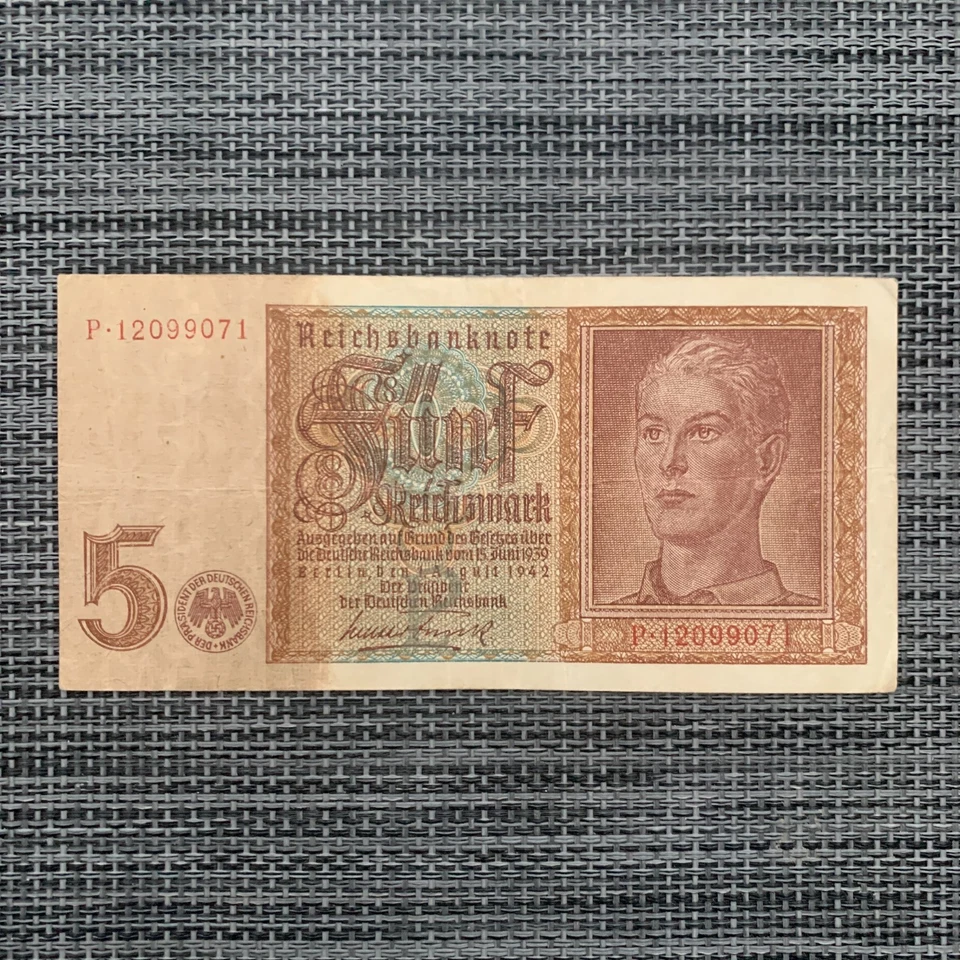 P·12099071
Reichsbanknote
Fünf
Reichsmark
Ausgegeben auf Grund des Gesetzes über
die Deutsche Reichsbank vom 15. Juni 1939
Berlin, den 1. August 1942
Der Präsident
der Deutschen Reichsbank
5
DER PRÄSIDENT DER DEUTSCHEN REICHSBANK
P·12099071